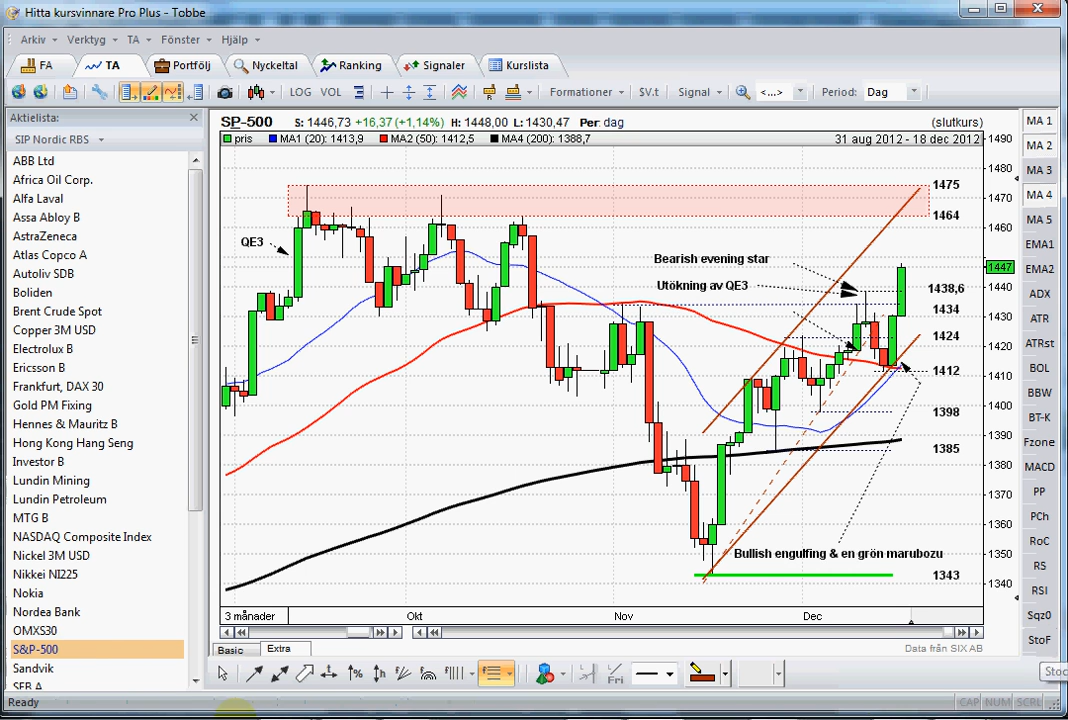 Hitta kursvinnare Pro Plus - Tobbe
Arkiv Verktyg TA Fönster Hjälp
FA TA Portfölj Nyckeltal Ranking Signaler Kurslista
LOG VOL Formationer $V.t Signal <...> Period: Dag
Aktielista:
SIP Nordic RBS
ABB Ltd
Africa Oil Corp.
Alfa Laval
Assa Abloy B
AstraZeneca
Atlas Copco A
Autoliv SDB
Boliden
Brent Crude Spot
Copper 3M USD
Electrolux B
Ericsson B
Frankfurt, DAX 30
Gold PM Fixing
Hennes & Mauritz B
Hong Kong Hang Seng
Investor B
Lundin Mining
Lundin Petroleum
MTG B
NASDAQ Composite Index
Nickel 3M USD
Nikkei NI225
Nokia
Nordea Bank
OMXS30
S&P-500
Sandvik
SEB A
SP-500 S: 1446,73 +16,37 (+1,14%) H: 1448,00 L: 1430,47 Per: dag (slutkurs)
pris MA1 (20): 1413,9 MA2 (50): 1412,5 MA4 (200): 1388,7 31 aug 2012 - 18 dec 2012
1490
1480
1470
1460
1447
1440
1430
1420
1410
1400
1390
1380
1370
1360
1350
1340
1475
1464
QE3
Bearish evening star
Utökning av QE3
1438,6
1434
1424
1412
1398
1385
Bullish engulfing & en grön marubozu
1343
3 månader Okt Nov Dec
Basic Extra
Data från SIX AB
Fri
MA 1
MA 2
MA 3
MA 4
MA 5
EMA1
EMA2
ADX
ATR
ATRst
BOL
BBW
BT-K
Fzone
MACD
PP
PCh
RoC
RS
RSI
Sqz0
StoF
Stoc
Ready CAP NUM SCRL